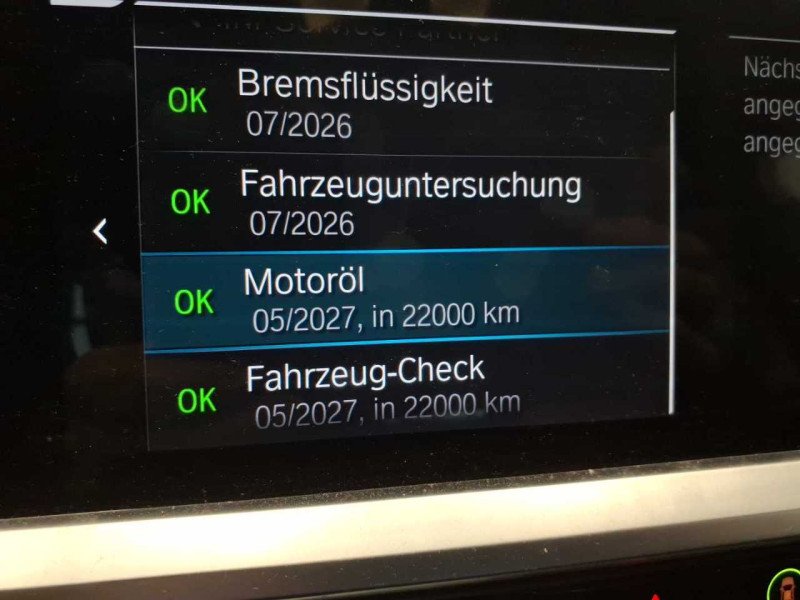 OK
Bremsflüssigkeit
07/2026
OK
Fahrzeuguntersuchung
07/2026
OK
Motoröl
05/2027, in 22000 km
OK
Fahrzeug-Check
05/2027, in 22000 km